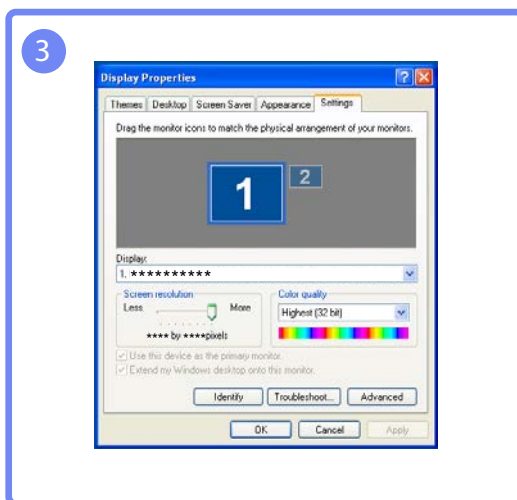 3
Display Properties
Themes Desktop Screen Saver Appearance Settings
Drag the monitor icons to match the physical arrangement of your monitors.
1 2
Display:
1. **********
Screen resolution Color quality
Less More Highest (32 bit)
**** by ****pixels
Use this device as the primary monitor.
Extend my Windows desktop onto this monitor.
Identify Troubleshoot... Advanced
OK Cancel Apply